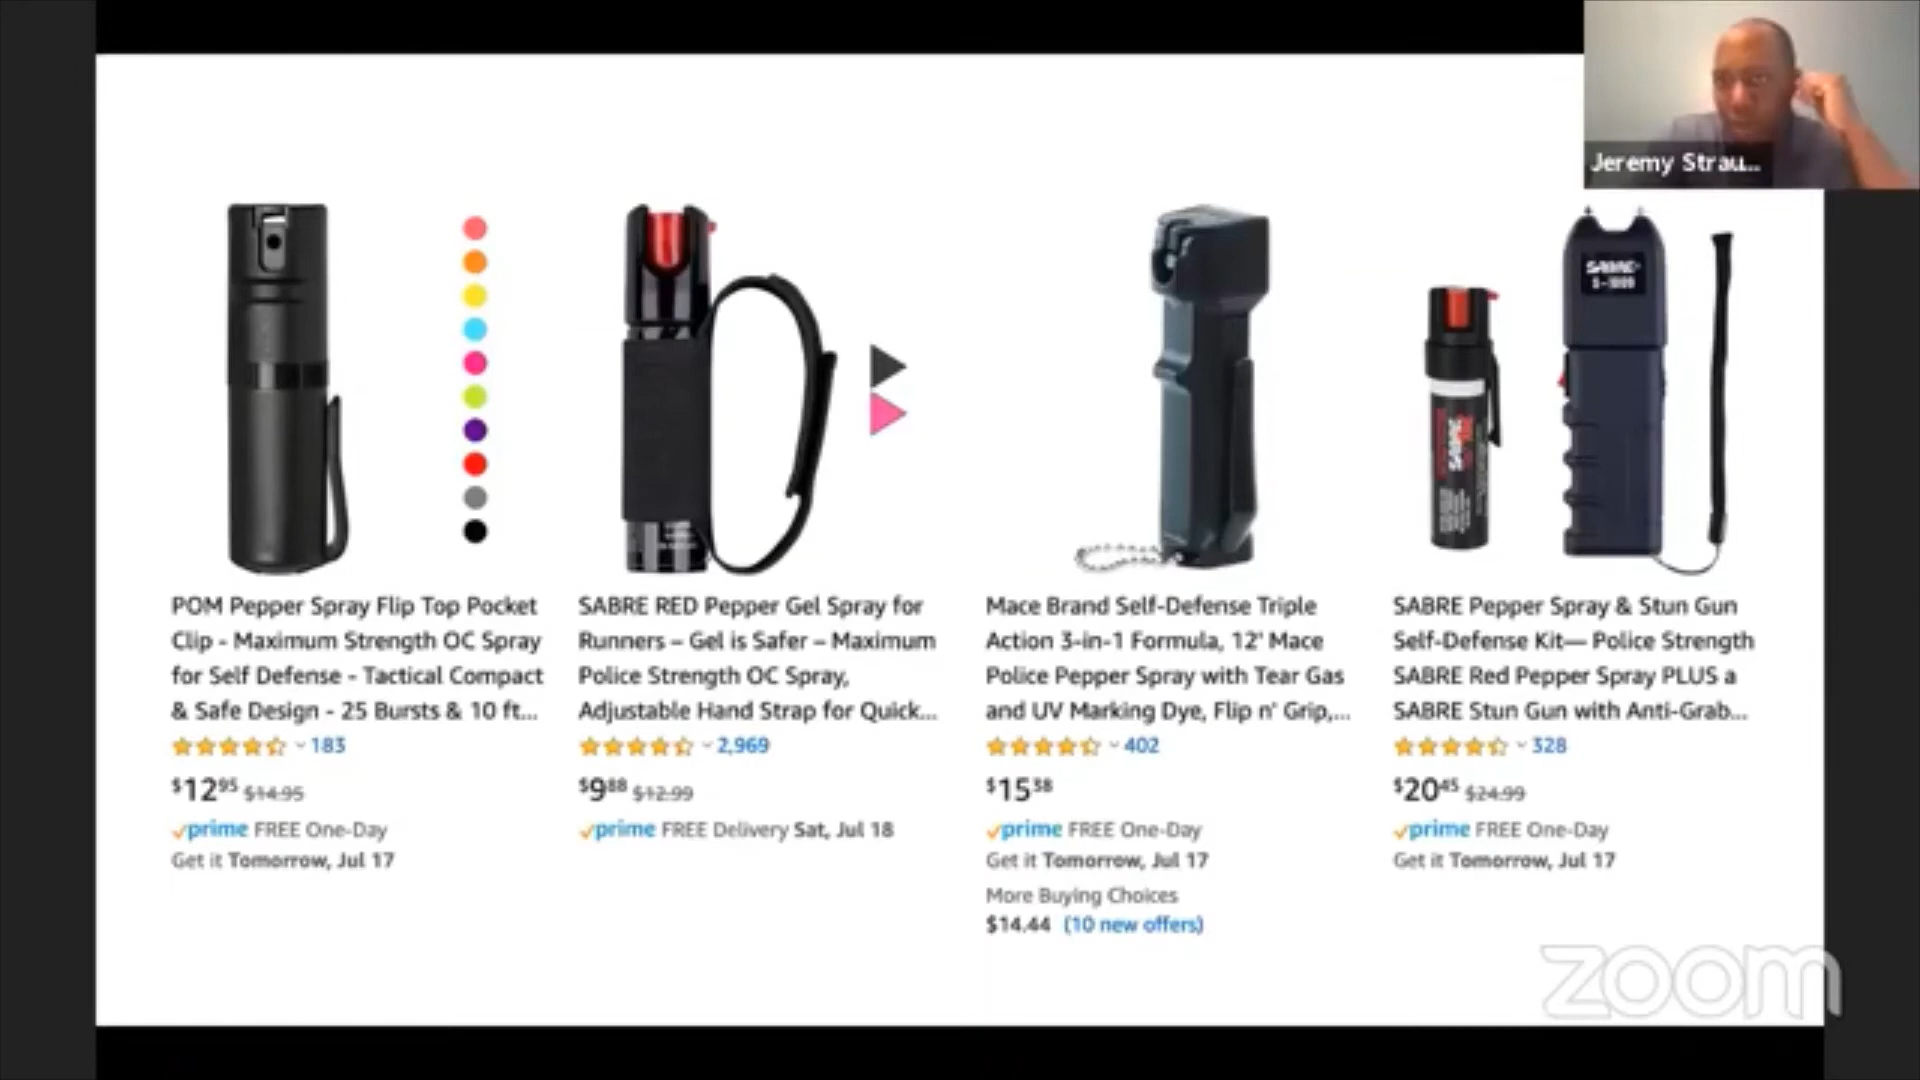 Jeremy Strau...
SABRE
S-1009
SABRE
POM Pepper Spray Flip Top Pocket
Clip - Maximum Strength OC Spray
for Self Defense - Tactical Compact
& Safe Design - 25 Bursts & 10 ft...
183
$12.95 $14.95
prime FREE One-Day
Get it Tomorrow, Jul 17
SABRE RED Pepper Gel Spray for
Runners – Gel is Safer – Maximum
Police Strength OC Spray,
Adjustable Hand Strap for Quick...
2,969
$9.88 $12.99
prime FREE Delivery Sat, Jul 18
Mace Brand Self-Defense Triple
Action 3-in-1 Formula, 12' Mace
Police Pepper Spray with Tear Gas
and UV Marking Dye, Flip n' Grip,...
402
$15.38
prime FREE One-Day
Get it Tomorrow, Jul 17
More Buying Choices
$14.44 (10 new offers)
SABRE Pepper Spray & Stun Gun
Self-Defense Kit— Police Strength
SABRE Red Pepper Spray PLUS a
SABRE Stun Gun with Anti-Grab...
328
$20.45 $24.99
prime FREE One-Day
Get it Tomorrow, Jul 17
zoom